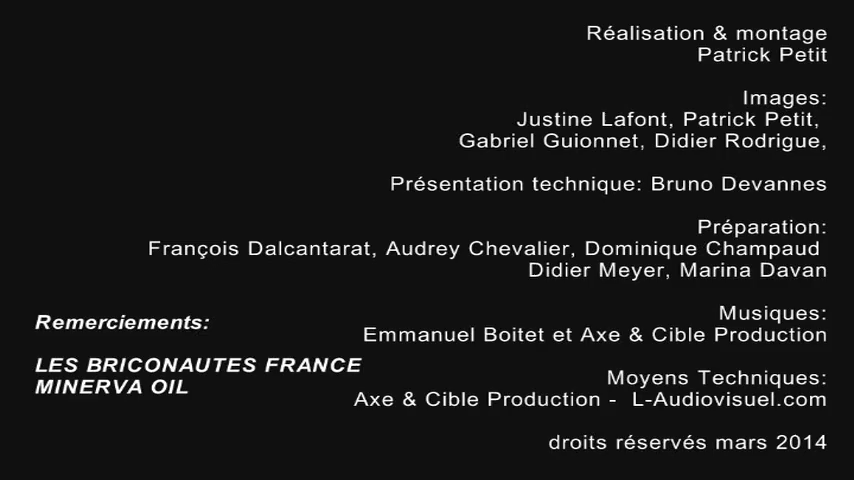 Réalisation & montage
Patrick Petit
Images:
Justine Lafont, Patrick Petit,
Gabriel Guionnet, Didier Rodrigue,
Présentation technique: Bruno Devannes
Préparation:
François Dalcantarat, Audrey Chevalier, Dominique Champaud
Didier Meyer, Marina Davan
Musiques:
Emmanuel Boitet et Axe & Cible Production
Moyens Techniques:
Axe & Cible Production - L-Audiovisuel.com
droits réservés mars 2014
Remerciements:
LES BRICONAUTES FRANCE
MINERVA OIL